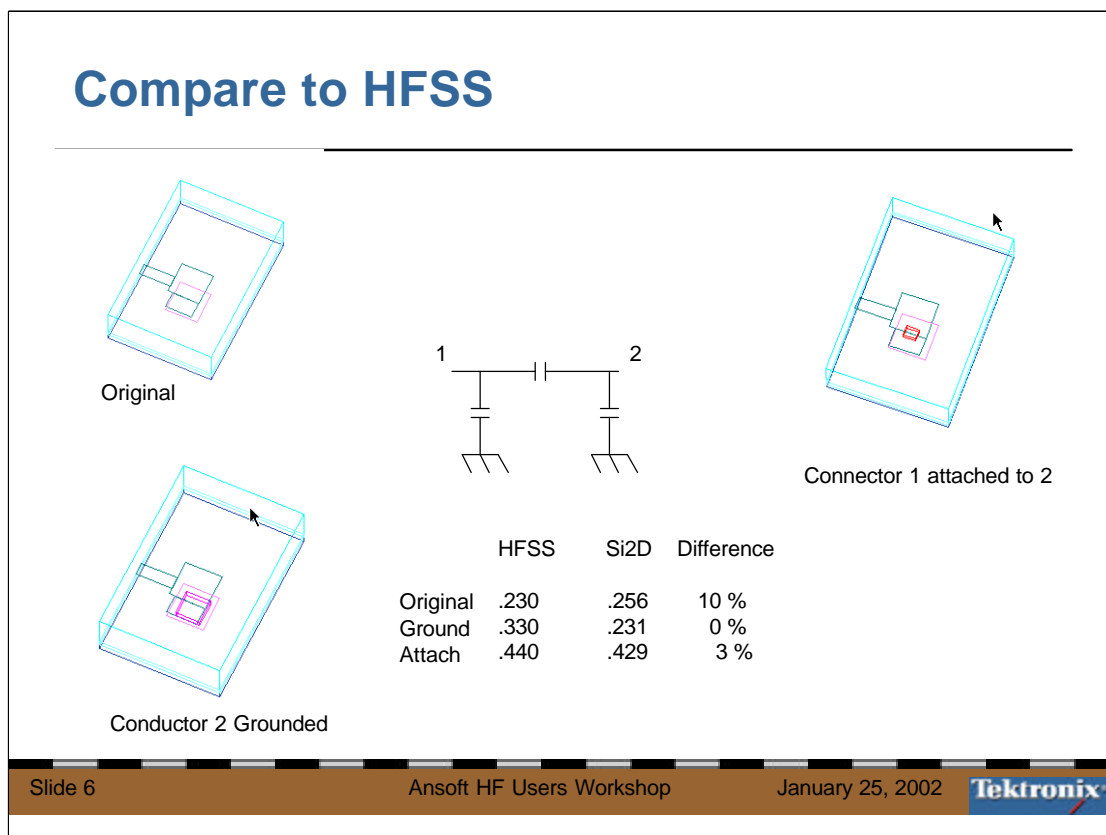 Compare to HFSS
Original
1 2
Connector 1 attached to 2
Conductor 2 Grounded
HFSS Si2D Difference
Original .230 .256 10 %
Ground .330 .231 0 %
Attach .440 .429 3 %
Slide 6 Ansoft HF Users Workshop January 25, 2002 Tektronix